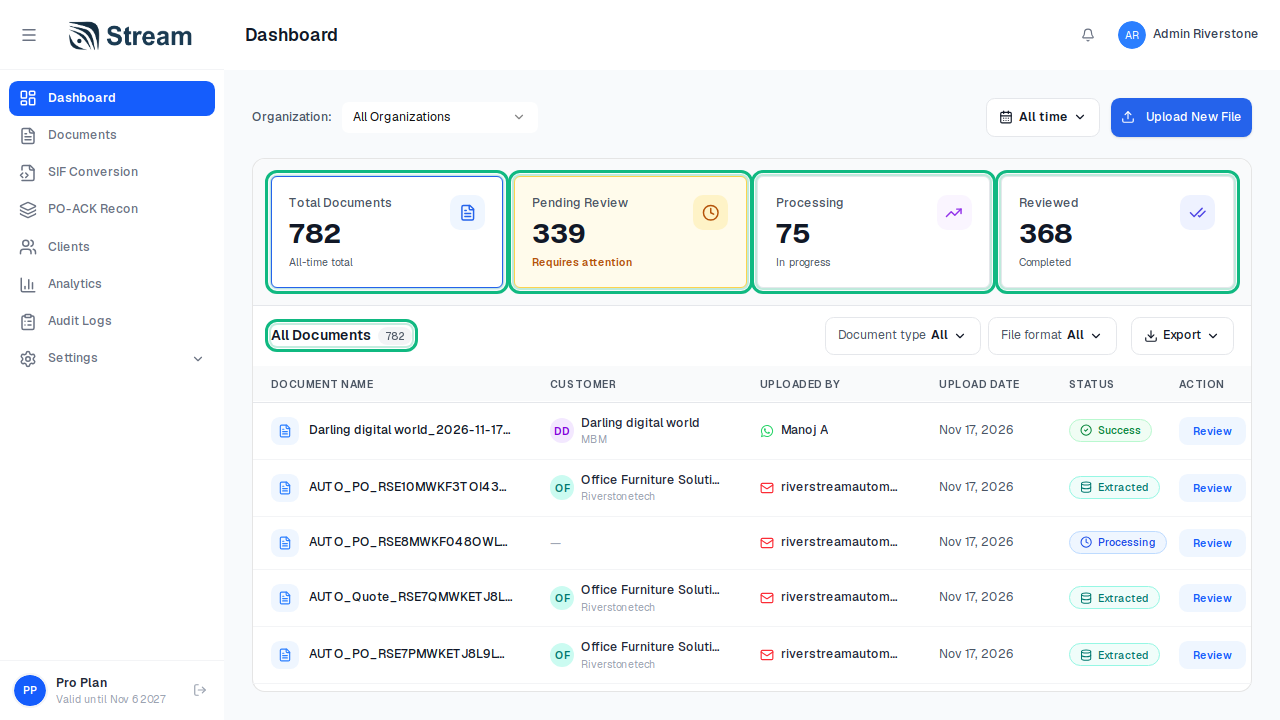 Stream
Dashboard
AR
Admin Riverstone
Dashboard
Documents
SIF Conversion
PO-ACK Recon
Clients
Analytics
Audit Logs
Settings
Organization:
All Organizations
All time
Upload New File
Total Documents
782
All-time total
Pending Review
339
Requires attention
Processing
75
In progress
Reviewed
368
Completed
All Documents 782
Document type All
File format All
Export
DOCUMENT NAME CUSTOMER UPLOADED BY UPLOAD DATE STATUS ACTION
Darling digital world_2026-11-17...
DD
Darling digital world
MBM
Manoj A
Nov 17, 2026
Success
Review
AUTO_PO_RSE10MWKF3TOI43...
OF
Office Furniture Soluti...
Riverstonetech
riverstreamautom...
Nov 17, 2026
Extracted
Review
AUTO_PO_RSE8MWKF048OWL...
—
riverstreamautom...
Nov 17, 2026
Processing
Review
AUTO_Quote_RSE7QMWKETJ8L...
OF
Office Furniture Soluti...
Riverstonetech
riverstreamautom...
Nov 17, 2026
Extracted
Review
AUTO_PO_RSE7PMWKETJ8L9L...
OF
Office Furniture Soluti...
Riverstonetech
riverstreamautom...
Nov 17, 2026
Extracted
Review
PP
Pro Plan
Valid until Nov 6 2027